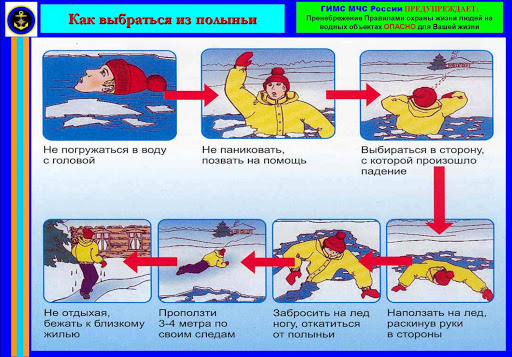 Как выбраться из полыньи
ГИМС МЧС России ПРЕДУПРЕЖДАЕТ:
Пренебрежение Правилами охраны жизни людей на
водных объектах ОПАСНО для Вашей жизни
Не погружаться в воду
с головой
Не паниковать,
позвать на помощь
Выбираться в сторону,
с которой произошло
падение
Наползать на лед,
раскинув руки
в стороны
Забросить на лед
ногу, откатиться
от полыньи
Проползти
3-4 метра по
своим следам
Не отдыхая,
бежать к близкому
жилью